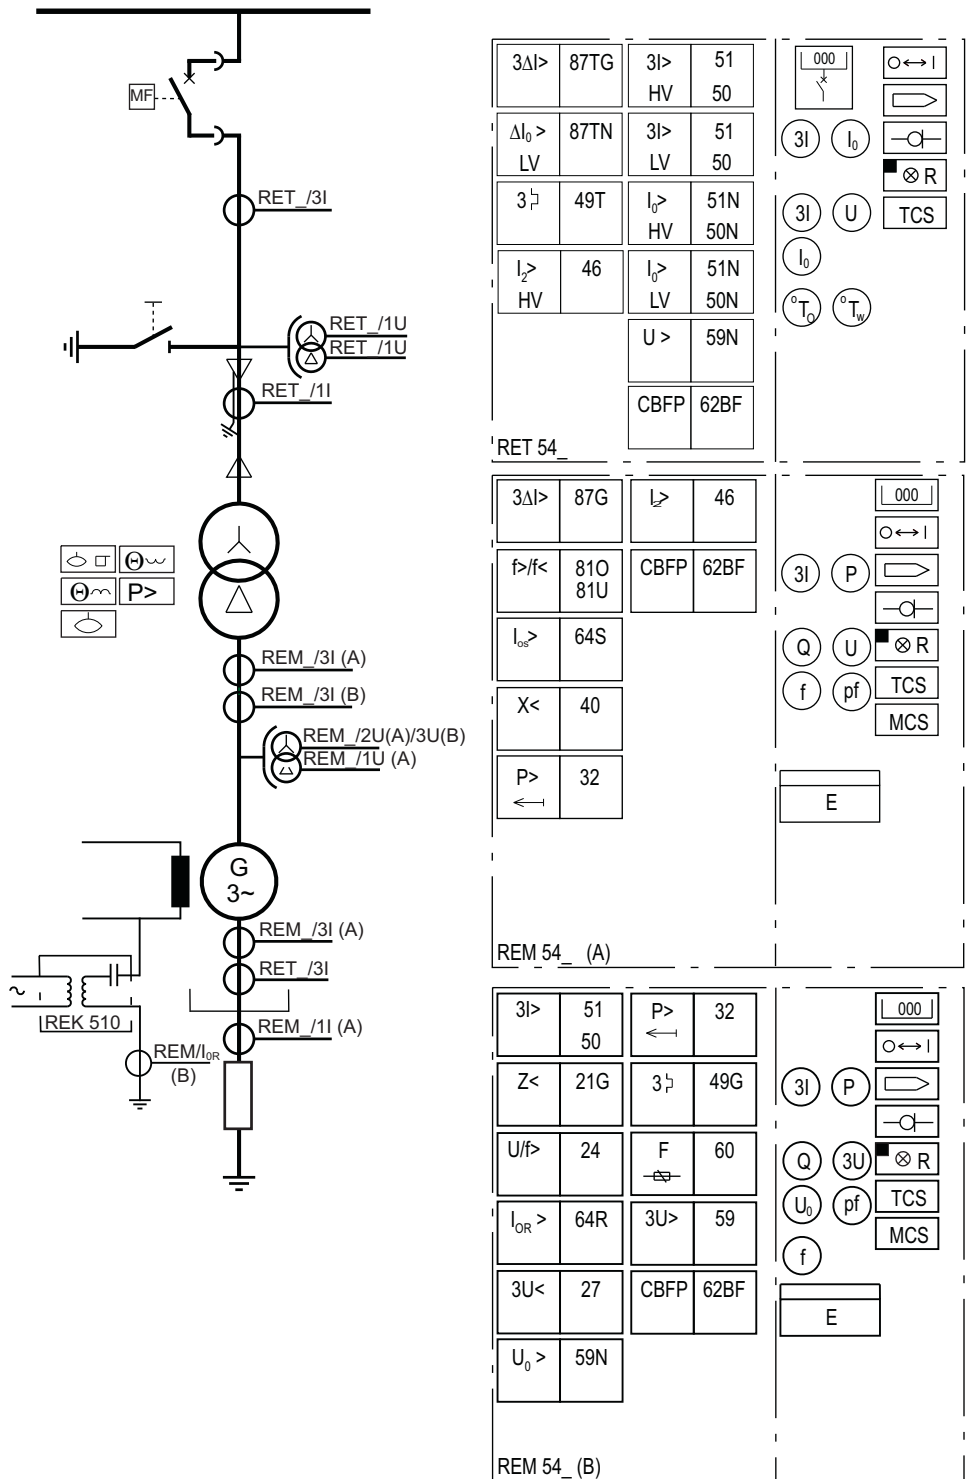 MF
RET_/3I
RET_/1U
RET_/1U
RET_/1I
Θ
Θ P>
REM_/3I (A)
REM_/3I (B)
REM_/2U(A)/3U(B)
REM_/1U (A)
G
3~
REM_/3I (A)
RET_/3I
REK 510
REM_/1I (A)
REM/I0R
(B)
3ΔI> 87TG 3I> 51
HV 50
ΔI0> 87TN 3I> 51
LV LV 50
3 49T I0> 51N
HV 50N
I2> 46 I0> 51N
HV LV 50N
U > 59N
CBFP 62BF
000
O↔I
3I I0
R
3I U TCS
I0
°TO °TW
RET 54_
3ΔI> 87G I2> 46
f>/f< 81O CBFP 62BF
81U
Ios> 64S
X< 40
P> 32
000
O↔I
3I P
Q U R
f pf TCS
MCS
E
REM 54_ (A)
3I> 51 P> 32
50
Z< 21G 3 49G
U/f> 24 F 60
IOR > 64R 3U> 59
3U< 27 CBFP 62BF
U0 > 59N
000
O↔I
3I P
Q 3U R
U0 pf TCS
MCS
f
E
REM 54_ (B)